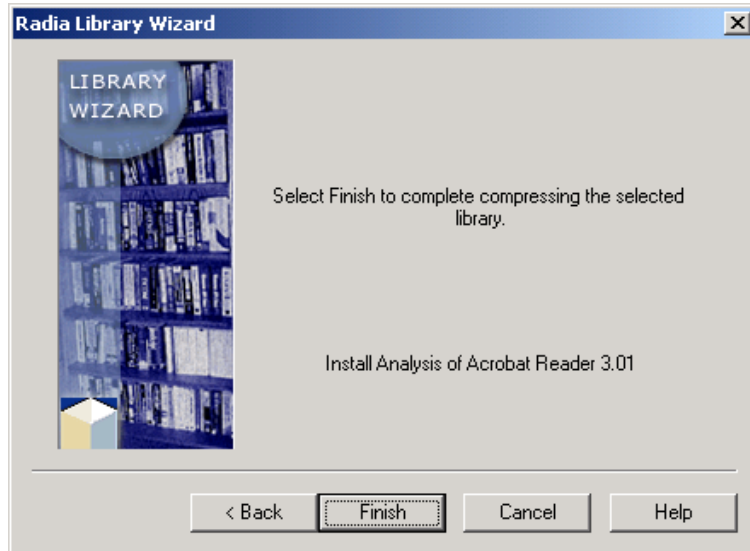 Radia Library Wizard
LIBRARY
WIZARD
Select Finish to complete compressing the selected
library.
Install Analysis of Acrobat Reader 3.01
< Back
Finish
Cancel
Help